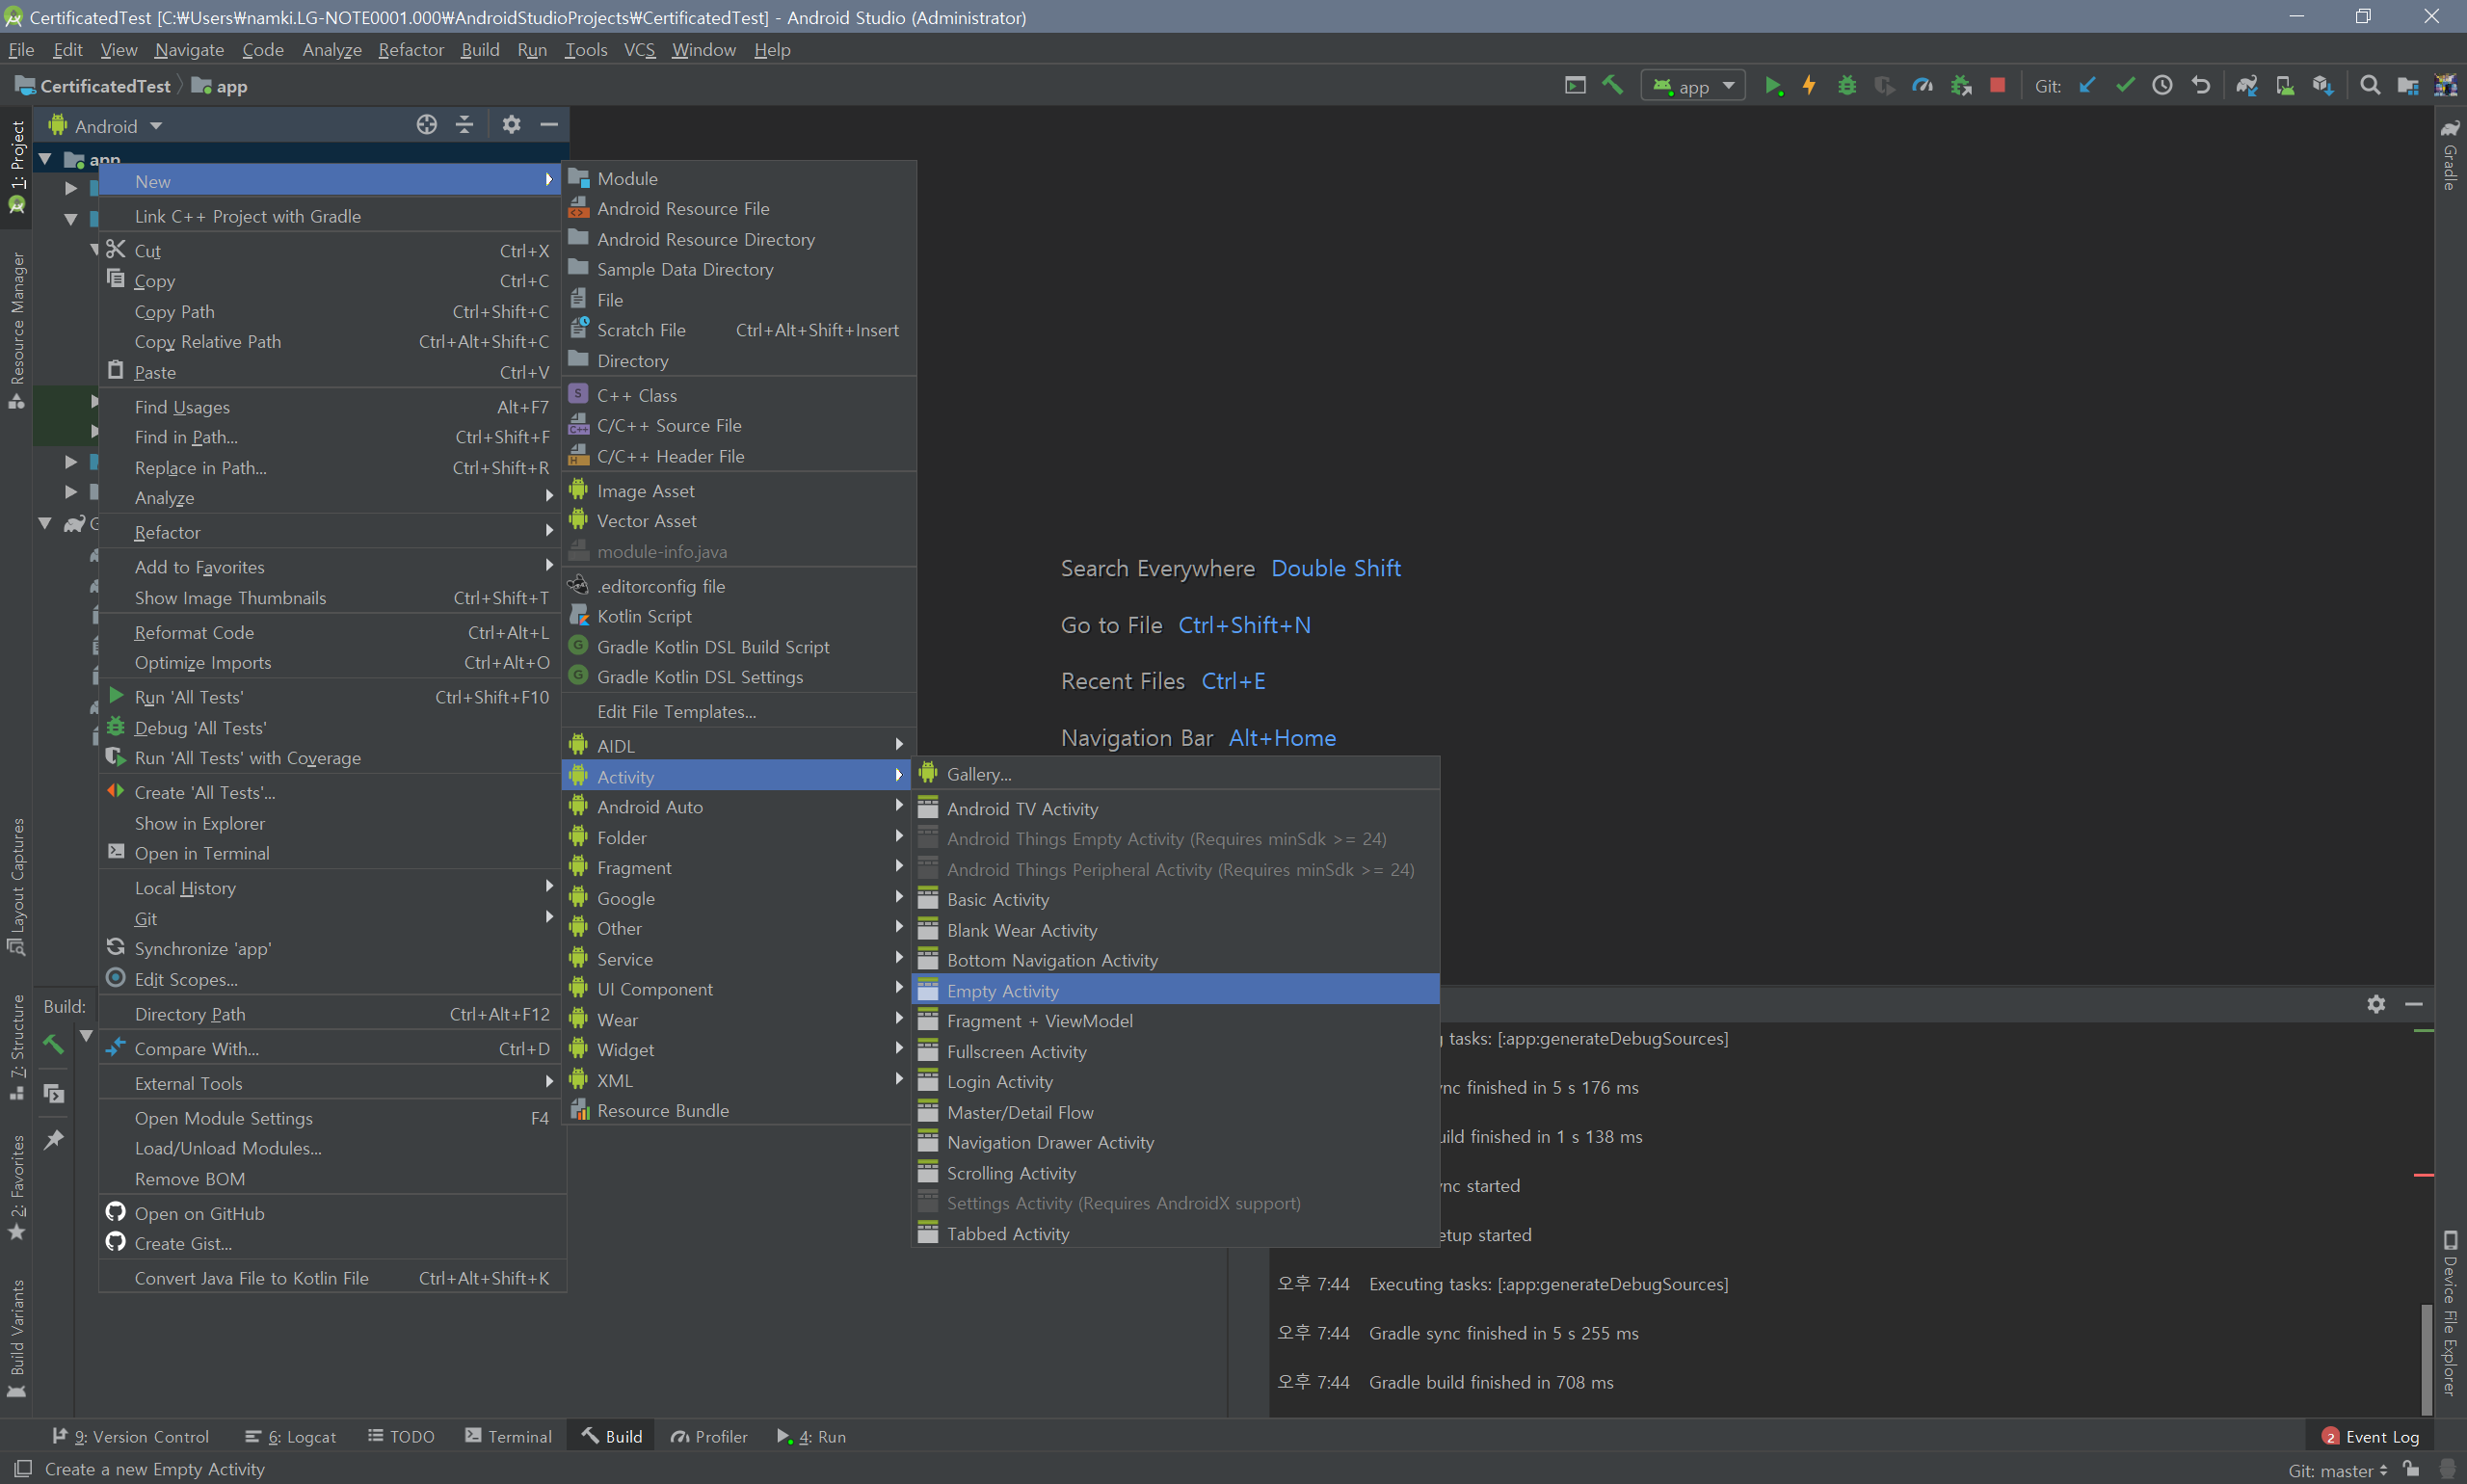 CertificatedTest [C:₩Users₩namki.LG-NOTE0001.000₩AndroidStudioProjects₩CertificatedTest] - Android Studio (Administrator)
File Edit View Navigate Code Analyze Refactor Build Run Tools VCS Window Help
CertificatedTest app
app
Git:
Android
1: Project
Resource Manager
Layout Captures
7: Structure
2: Favorites
Build Variants
app
New
Link C++ Project with Gradle
Cut Ctrl+X
Copy Ctrl+C
Copy Path Ctrl+Shift+C
Copy Relative Path Ctrl+Alt+Shift+C
Paste Ctrl+V
Find Usages Alt+F7
Find in Path... Ctrl+Shift+F
Replace in Path... Ctrl+Shift+R
Analyze
Refactor
Add to Favorites
Show Image Thumbnails Ctrl+Shift+T
Reformat Code Ctrl+Alt+L
Optimize Imports Ctrl+Alt+O
Run 'All Tests' Ctrl+Shift+F10
Debug 'All Tests'
Run 'All Tests' with Coverage
Create 'All Tests'...
Show in Explorer
Open in Terminal
Local History
Git
Synchronize 'app'
Edit Scopes...
Directory Path Ctrl+Alt+F12
Compare With... Ctrl+D
External Tools
Open Module Settings F4
Load/Unload Modules...
Remove BOM
Open on GitHub
Create Gist...
Convert Java File to Kotlin File Ctrl+Alt+Shift+K
Module
Android Resource File
Android Resource Directory
Sample Data Directory
File
Scratch File Ctrl+Alt+Shift+Insert
Directory
C++ Class
C/C++ Source File
C/C++ Header File
Image Asset
Vector Asset
module-info.java
.editorconfig file
Kotlin Script
Gradle Kotlin DSL Build Script
Gradle Kotlin DSL Settings
Edit File Templates...
AIDL
Activity
Android Auto
Folder
Fragment
Google
Other
Service
UI Component
Wear
Widget
XML
Resource Bundle
Gallery...
Android TV Activity
Android Things Empty Activity (Requires minSdk >= 24)
Android Things Peripheral Activity (Requires minSdk >= 24)
Basic Activity
Blank Wear Activity
Bottom Navigation Activity
Empty Activity
Fragment + ViewModel
Fullscreen Activity
Login Activity
Master/Detail Flow
Navigation Drawer Activity
Scrolling Activity
Settings Activity (Requires AndroidX support)
Tabbed Activity
Search Everywhere Double Shift
Go to File Ctrl+Shift+N
Recent Files Ctrl+E
Navigation Bar Alt+Home
Gradle
Device File Explorer
Build:
tasks: [:app:generateDebugSources]
nc finished in 5 s 176 ms
uild finished in 1 s 138 ms
nc started
etup started
오후 7:44 Executing tasks: [:app:generateDebugSources]
오후 7:44 Gradle sync finished in 5 s 255 ms
오후 7:44 Gradle build finished in 708 ms
9: Version Control 6: Logcat TODO Terminal Build Profiler 4: Run
2 Event Log
Create a new Empty Activity
Git: master